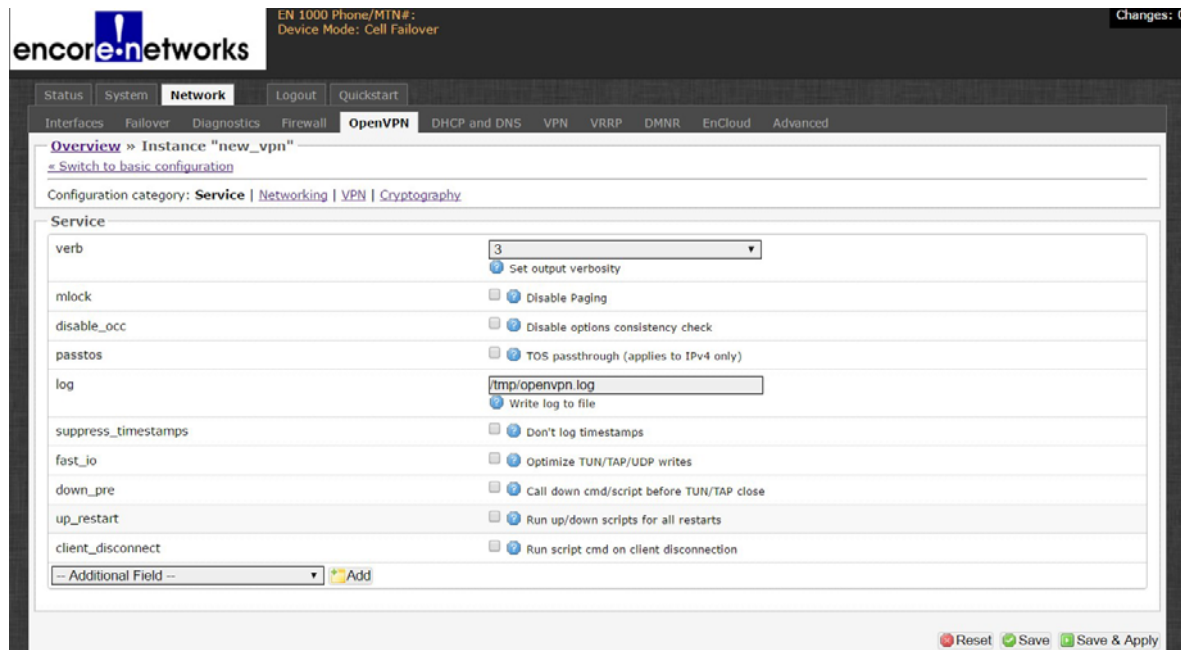 EN 1000 Phone/MTN#:
Changes: 0
encore!networks
Device Mode: Cell Failover
Status System Network Logout Quickstart
Interfaces Failover Diagnostics Firewall OpenVPN DHCP and DNS VPN VRRP DMNR EnCloud Advanced
Overview » Instance "new_vpn"
« Switch to basic configuration
Configuration category: Service | Networking | VPN | Cryptography
Service
verb 3
Set output verbosity
mlock Disable Paging
disable_occ Disable options consistency check
passtos TOS passthrough (applies to IPv4 only)
log /tmp/openvpn.log
Write log to file
suppress_timestamps Don't log timestamps
fast_io Optimize TUN/TAP/UDP writes
down_pre Call down cmd/script before TUN/TAP close
up_restart Run up/down scripts for all restarts
client_disconnect Run script cmd on client disconnection
-- Additional Field -- Add
Reset Save Save & Apply